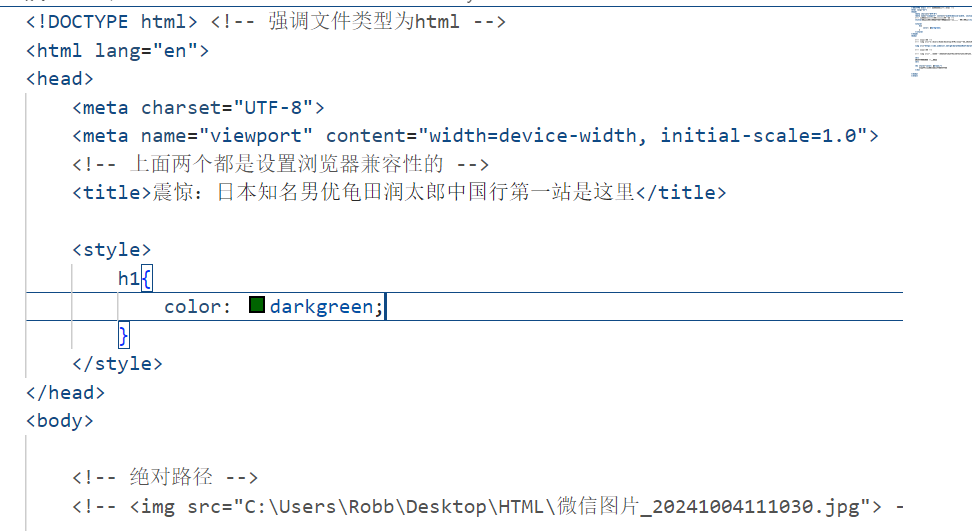 <!DOCTYPE html> <!-- 强调文件类型为html -->
<html lang="en">
<head>
<meta charset="UTF-8">
<meta name="viewport" content="width=device-width, initial-scale=1.0">
<!-- 上面两个都是设置浏览器兼容性的 -->
<title>震惊：日本知名男优龟田润太郎中国行第一站是这里</title>
<style>
h1{
color: darkgreen;
}
</style>
</head>
<body>
<!-- 绝对路径 -->
<!-- <img src="C:\Users\Robb\Desktop\HTML\微信图片_20241004111030.jpg"> -